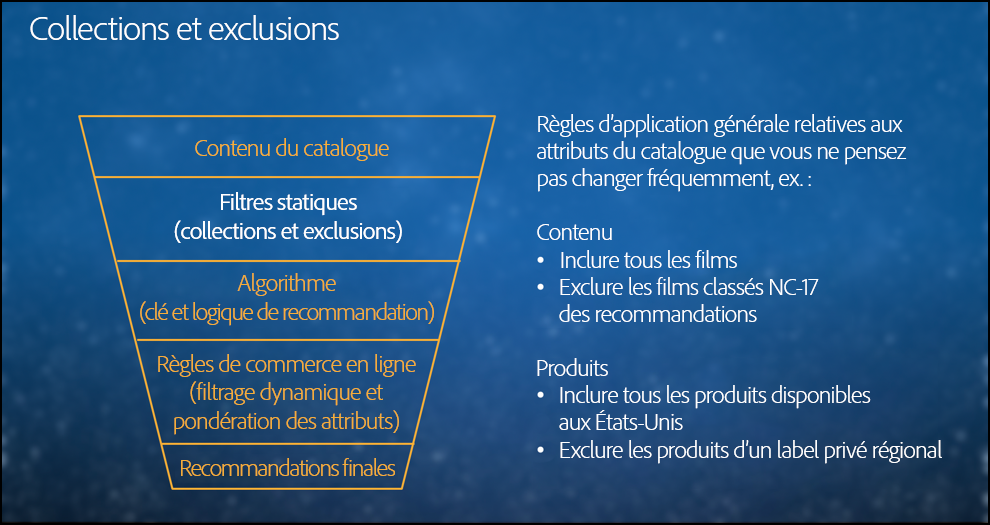 Collections et exclusions
Contenu du catalogue
Filtres statiques
(collections et exclusions)
Algorithme
(clé et logique de recommandation)
Règles de commerce en ligne
(filtrage dynamique et
pondération des attributs)
Recommandations finales
Règles d'application générale relatives aux
attributs du catalogue que vous ne pensez
pas changer fréquemment, ex. :
Contenu
• Inclure tous les films
• Exclure les films classés NC-17
des recommandations
Produits
• Inclure tous les produits disponibles
aux États-Unis
• Exclure les produits d'un label privé régional